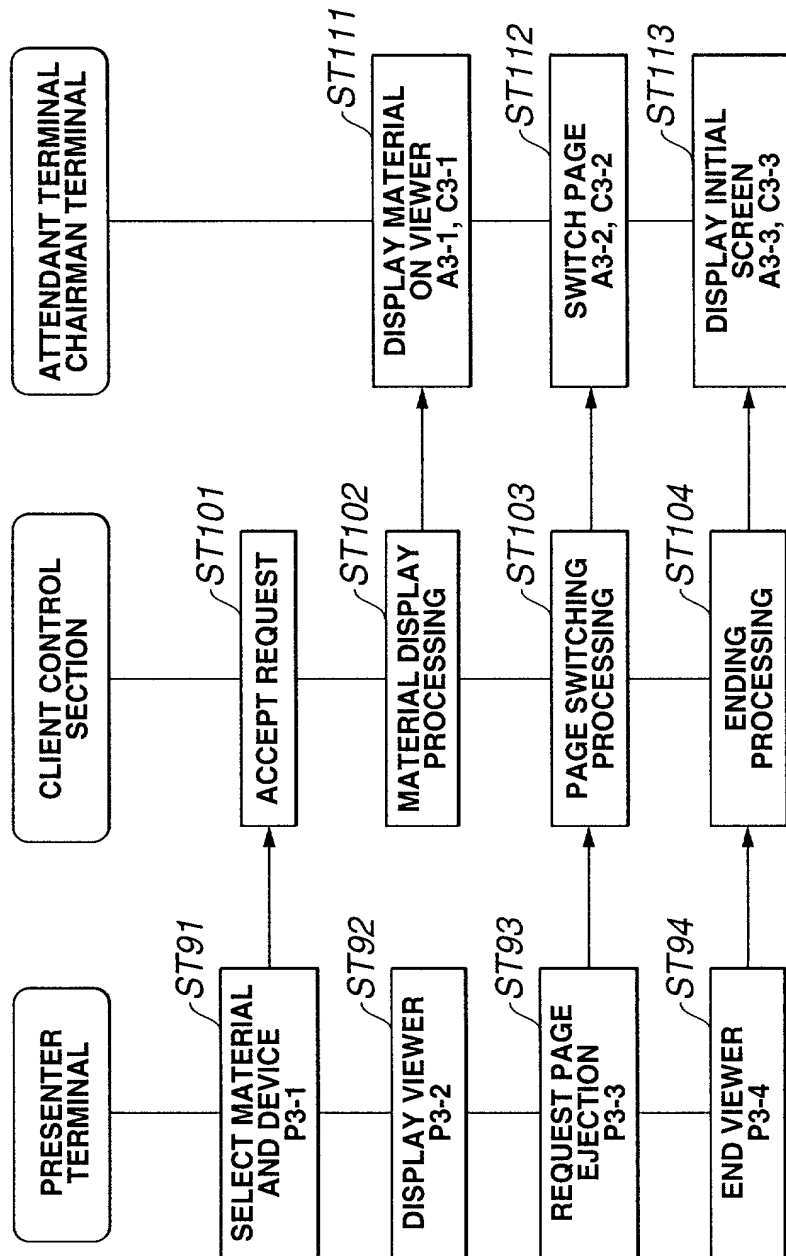 PRESENTER
TERMINAL
CLIENT CONTROL
SECTION
ATTENDANT TERMINAL
CHAIRMAN TERMINAL
ST91
SELECT MATERIAL
AND DEVICE
P3-1
ST101
ACCEPT REQUEST
ST92
DISPLAY VIEWER
P3-2
ST102
MATERIAL DISPLAY
PROCESSING
ST111
DISPLAY MATERIAL
ON VIEWER
A3-1, C3-1
ST93
REQUEST PAGE
EJECTION
P3-3
ST103
PAGE SWITCHING
PROCESSING
ST112
SWITCH PAGE
A3-2, C3-2
ST94
END VIEWER
P3-4
ST104
ENDING
PROCESSING
ST113
DISPLAY INITIAL
SCREEN
A3-3, C3-3